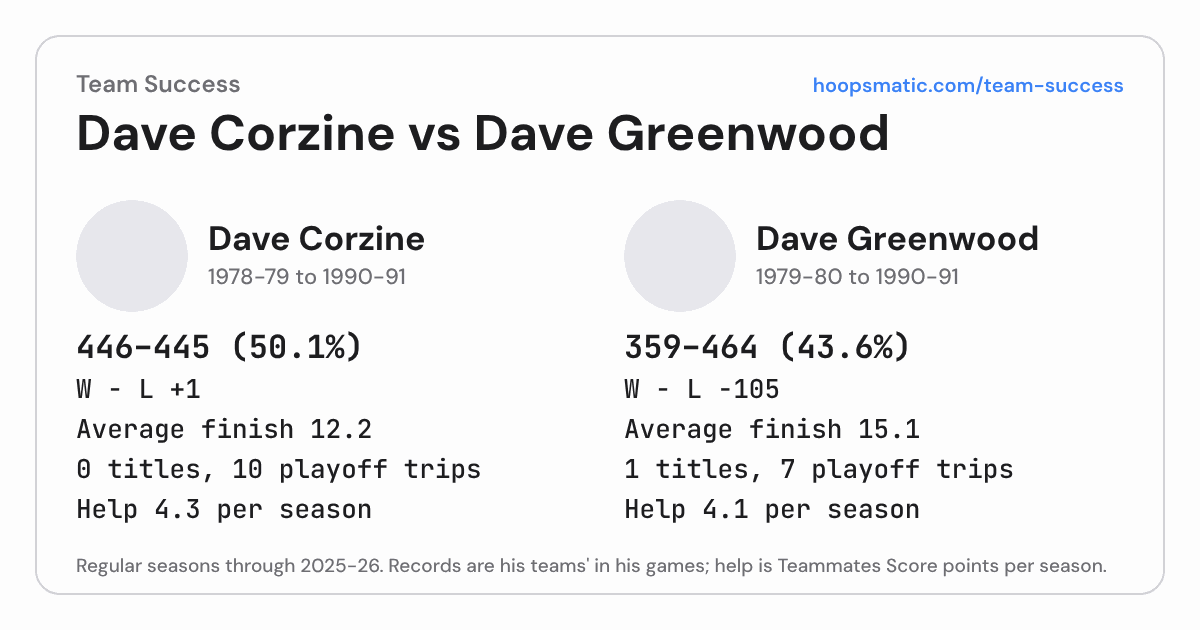 Team Success
hoopsmatic.com/team-success
Dave Corzine vs Dave Greenwood
Dave Corzine
1978-79 to 1990-91
446-445 (50.1%)
W - L +1
Average finish 12.2
0 titles, 10 playoff trips
Help 4.3 per season
Dave Greenwood
1979-80 to 1990-91
359-464 (43.6%)
W - L -105
Average finish 15.1
1 titles, 7 playoff trips
Help 4.1 per season
Regular seasons through 2025-26. Records are his teams' in his games; help is Teammates Score points per season.